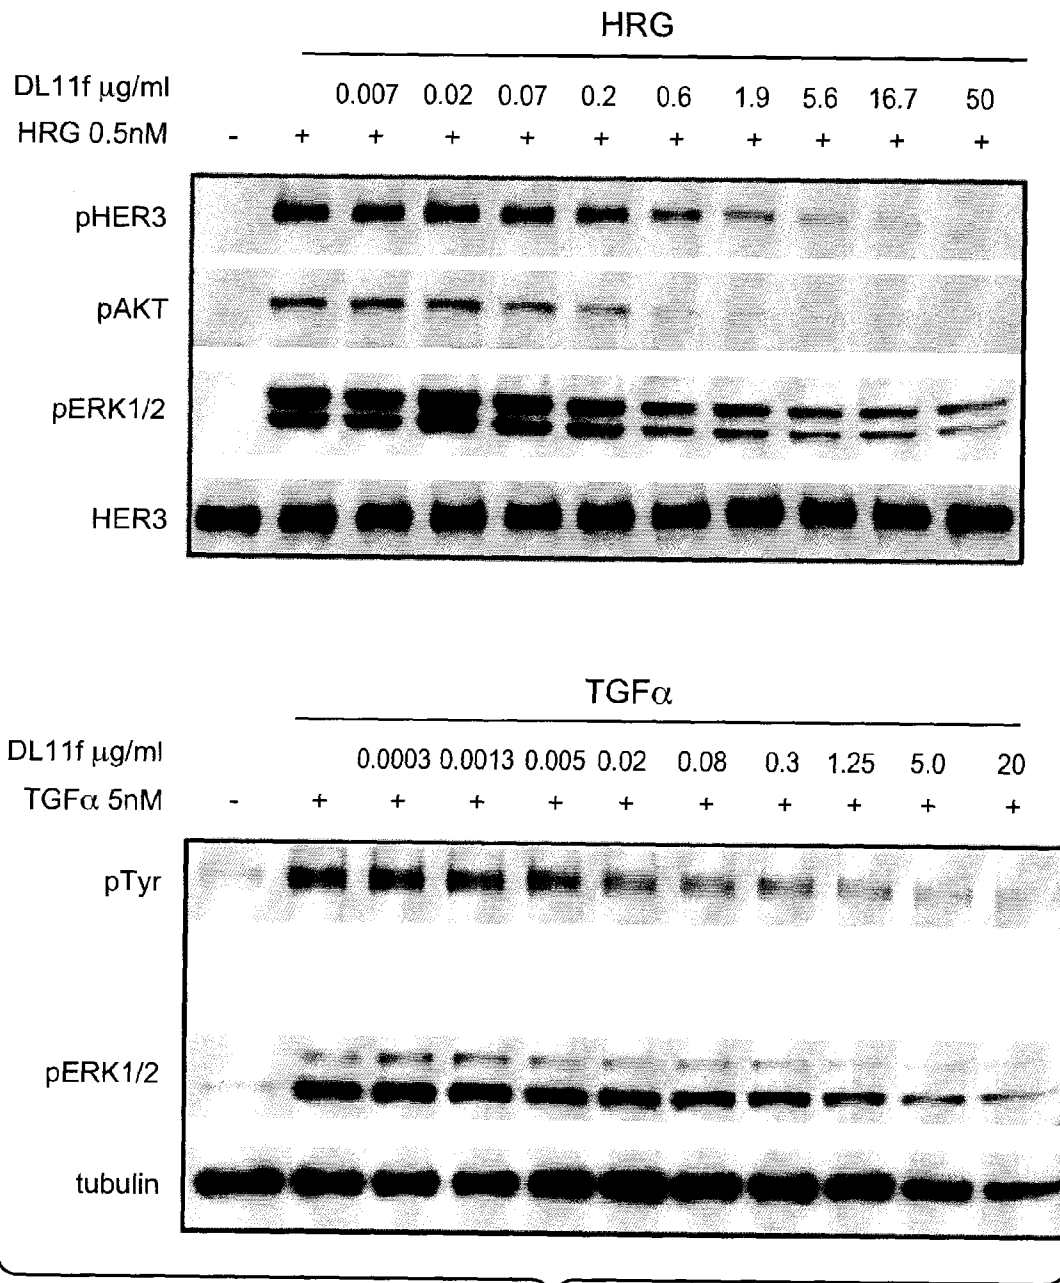 HRG
DL11f μg/ml 0.007 0.02 0.07 0.2 0.6 1.9 5.6 16.7 50
HRG 0.5nM - + + + + + + + + + +
pHER3
pAKT
pERK1/2
HER3
TGFα
DL11f μg/ml 0.0003 0.0013 0.005 0.02 0.08 0.3 1.25 5.0 20
TGFα 5nM - + + + + + + + + + +
pTyr
pERK1/2
tubulin